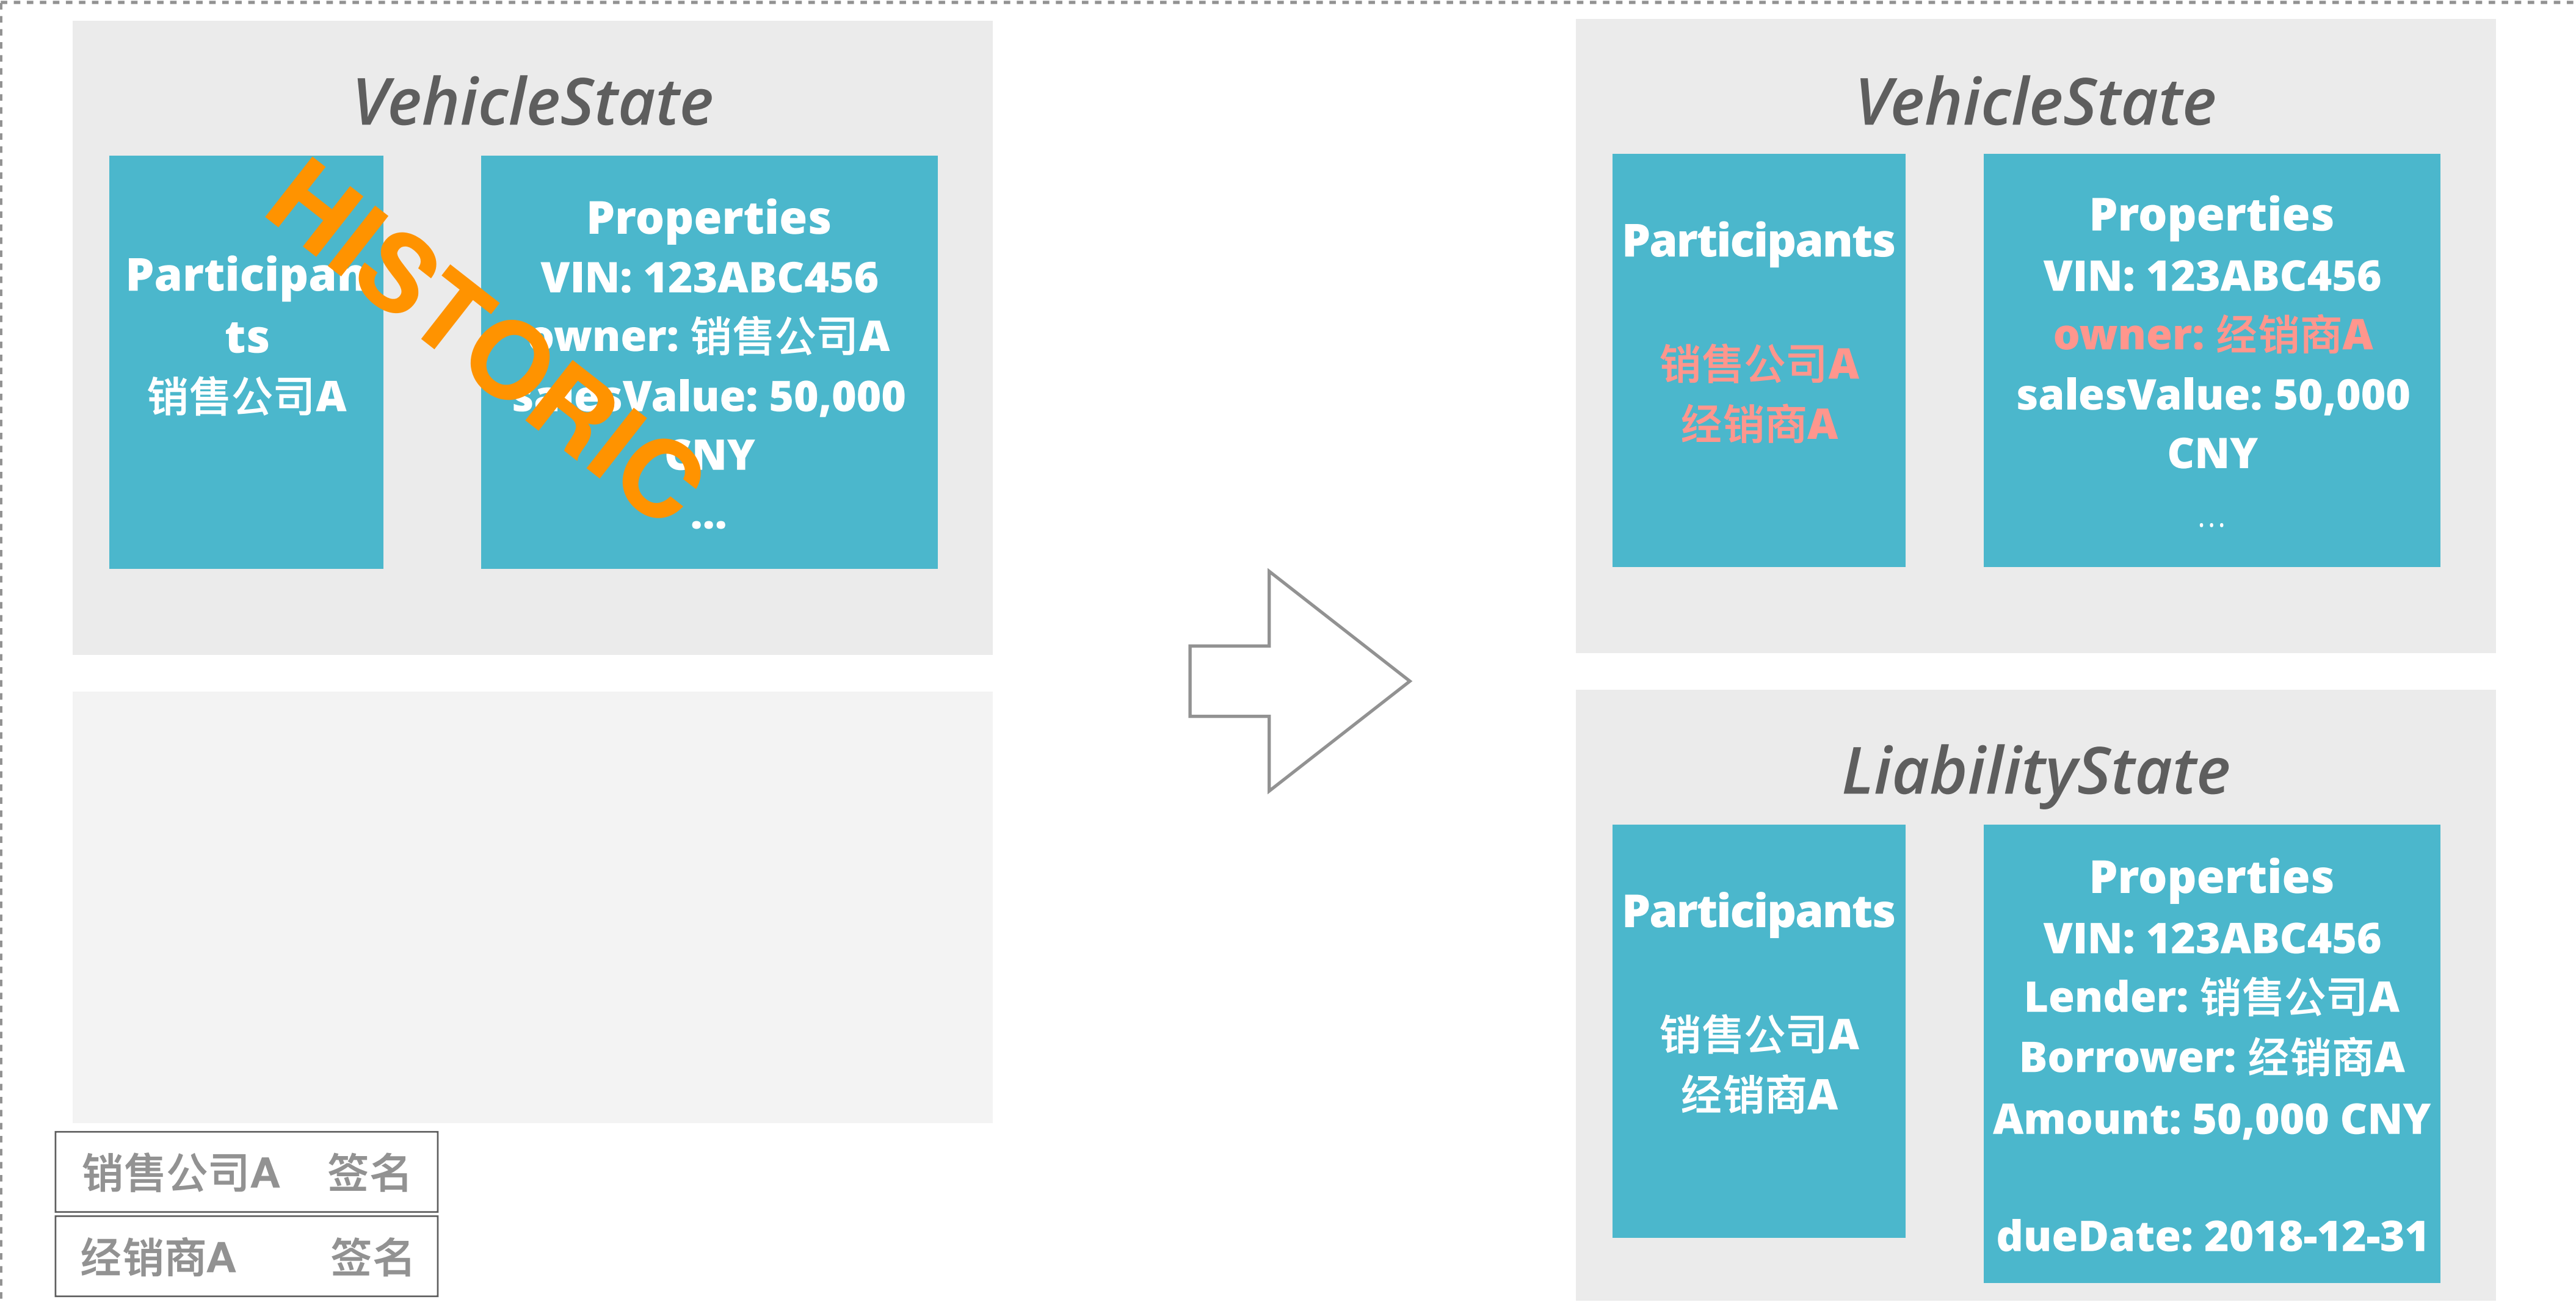 VehicleState
Participan
ts
销售公司A
Properties
VIN: 123ABC456
owner: 销售公司A
salesValue: 50,000
CNY
...
HISTORIC
销售公司A 签名
经销商A 签名
VehicleState
Participants
销售公司A
经销商A
Properties
VIN: 123ABC456
owner: 经销商A
salesValue: 50,000
CNY
...
LiabilityState
Participants
销售公司A
经销商A
Properties
VIN: 123ABC456
Lender: 销售公司A
Borrower: 经销商A
Amount: 50,000 CNY
dueDate: 2018-12-31